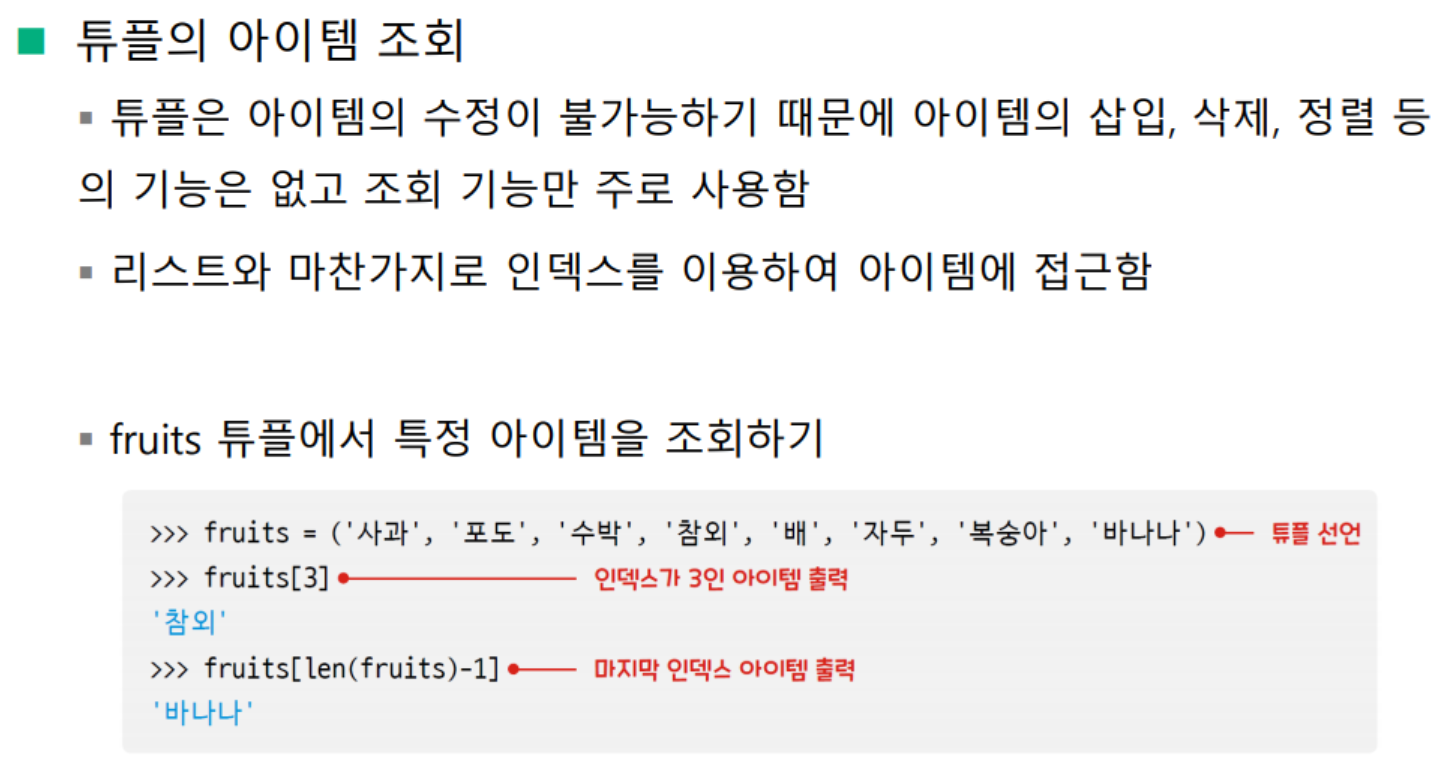 튜플의 아이템 조회
튜플은 아이템의 수정이 불가능하기 때문에 아이템의 삽입, 삭제, 정렬 등
의 기능은 없고 조회 기능만 주로 사용함
리스트와 마찬가지로 인덱스를 이용하여 아이템에 접근함
fruits 튜플에서 특정 아이템을 조회하기
>>> fruits = ('사과', '포도', '수박', '참외', '배', '자두', '복숭아', '바나나') 튜플 선언
>>> fruits[3] 인덱스가 3인 아이템 출력
'참외'
>>> fruits[len(fruits)-1] 마지막 인덱스 아이템 출력
'바나나'